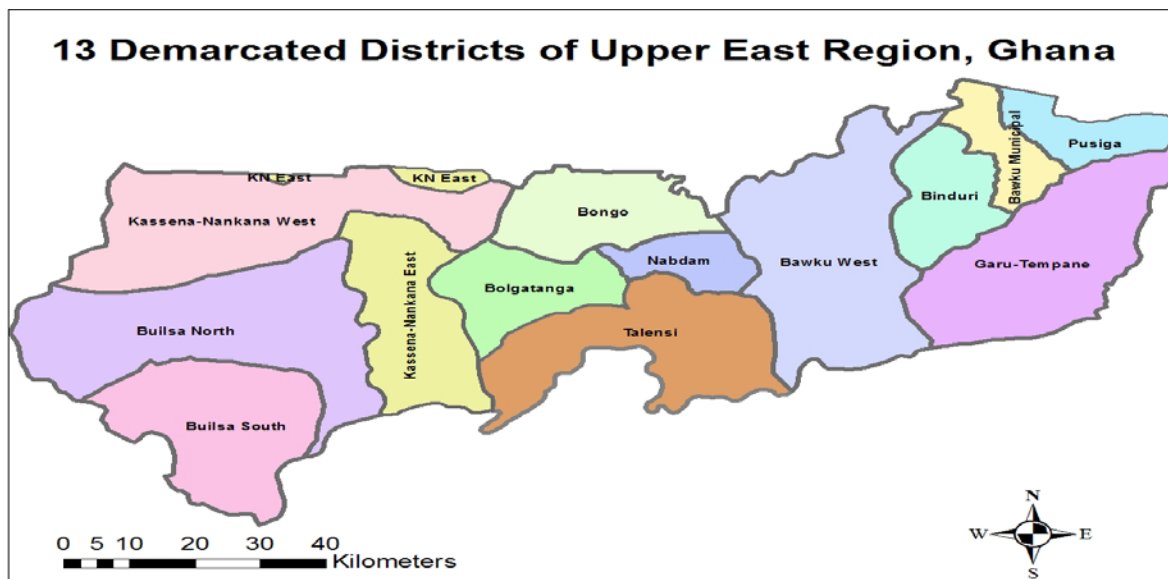 13 Demarcated Districts of Upper East Region, Ghana
KN East
KN East
Kassena-Nankana West
Bongo
Bawku Municipal
Pusiga
Binduri
Nabdam
Bawku West
Garu-Tempane
Kassena-Nankana East
Bolgatanga
Builsa North
Talensi
Builsa South
0 5 10 20 30 40
Kilometers
N
W E
S